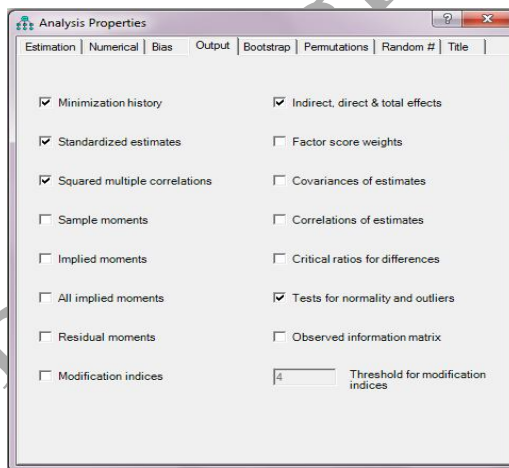 Analysis Properties
Estimation Numerical Bias Output Bootstrap Permutations Random # Title
Minimization history
Indirect, direct & total effects
Standardized estimates
Factor score weights
Squared multiple correlations
Covariances of estimates
Sample moments
Correlations of estimates
Implied moments
Critical ratios for differences
All implied moments
Tests for normality and outliers
Residual moments
Observed information matrix
Modification indices
4
Threshold for modification
indices